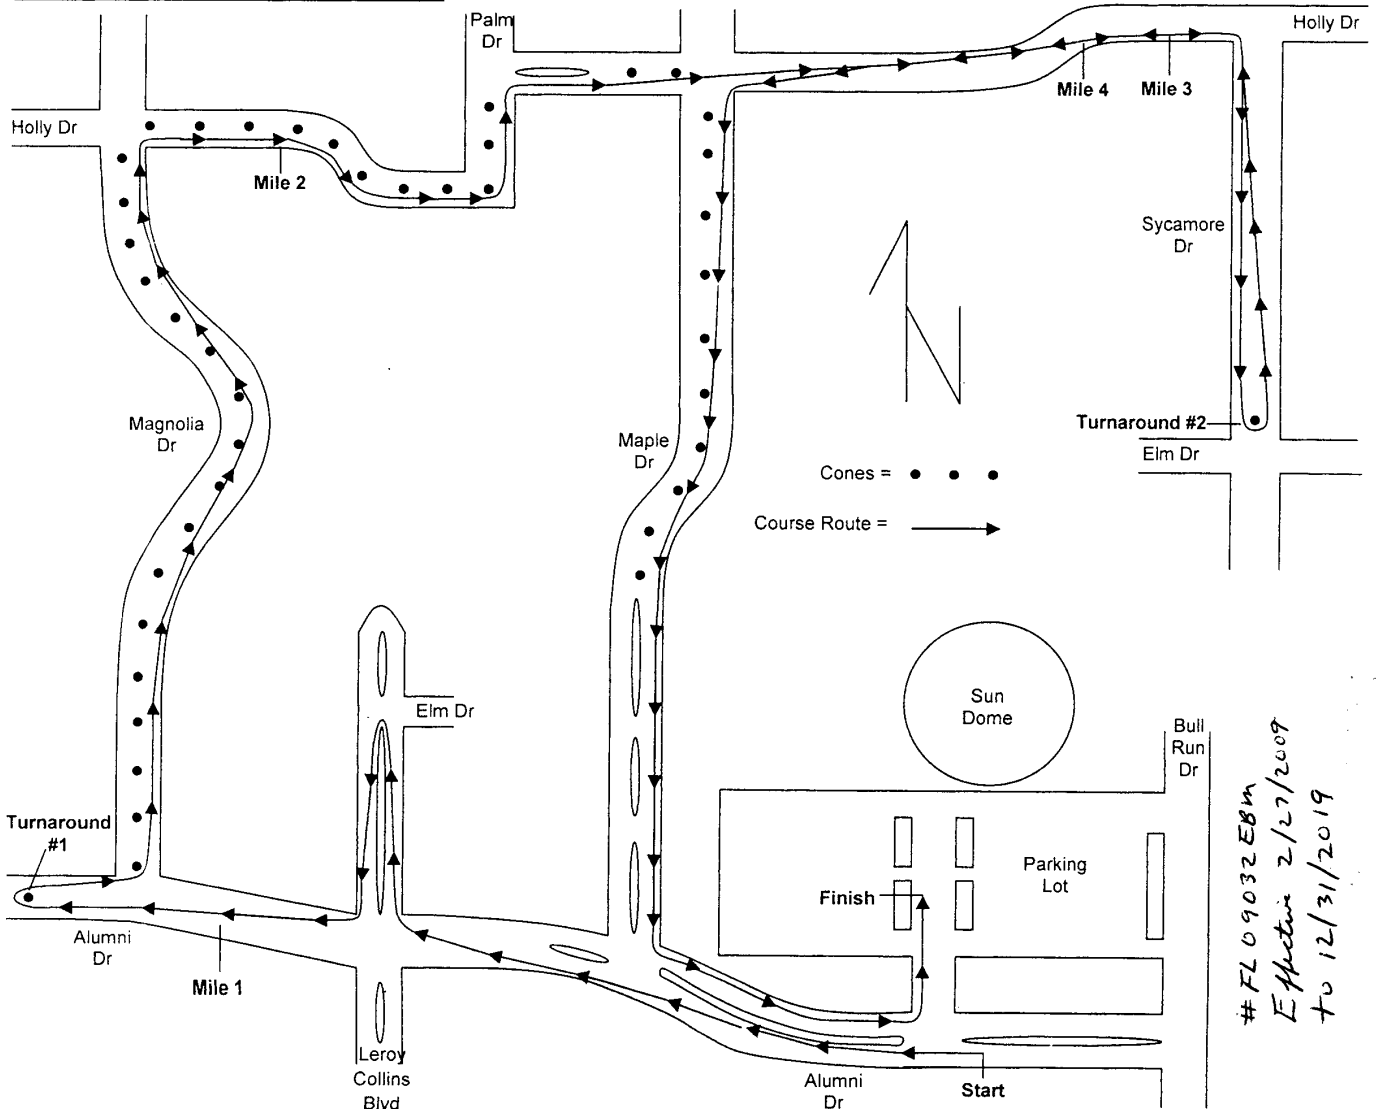 Palm
Dr
Holly Dr
Mile 4
Mile 3
Holly Dr
Mile 2
Sycamore
Dr
N
Magnolia
Dr
Maple
Dr
Turnaround #2
Elm Dr
Cones =
Course Route =
Sun
Dome
Elm Dr
Bull
Run
Dr
Turnaround
#1
Parking
Lot
Finish
Alumni
Dr
Mile 1
Leroy
Collins
Blvd
Alumni
Dr
Start
#FL09032EBM
Effective 2/27/2009
to 12/31/2019